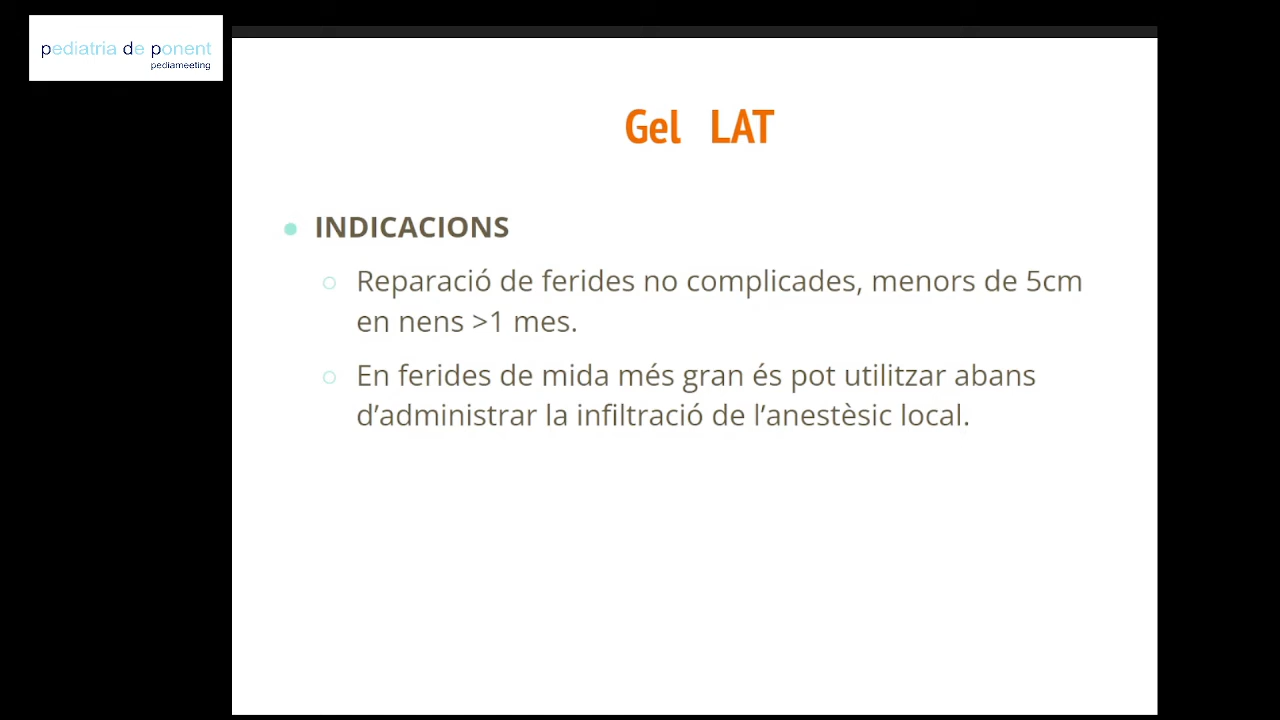 pediatria de ponent
pediameeting
Gel LAT
INDICACIONS
Reparació de ferides no complicades, menors de 5cm
en nens >1 mes.
En ferides de mida més gran és pot utilitzar abans
d’administrar la infiltració de l’anestèsic local.